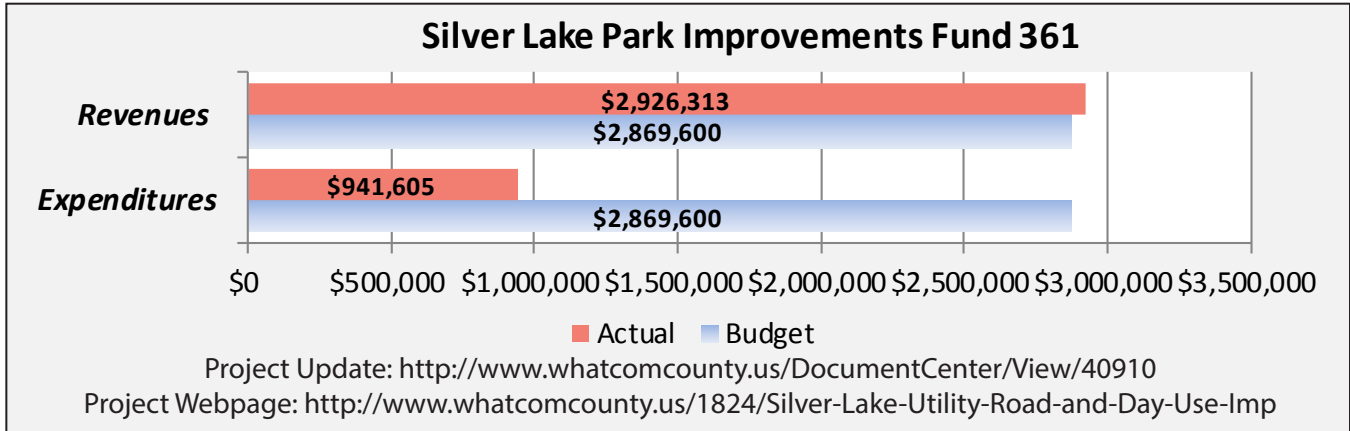 Silver Lake Park Improvements Fund 361
Revenues
$2,926,313
$2,869,600
Expenditures
$941,605
$2,869,600
$0 $500,000 $1,000,000 $1,500,000 $2,000,000 $2,500,000 $3,000,000 $3,500,000
Actual Budget
Project Update: http://www.whatcomcounty.us/DocumentCenter/View/40910
Project Webpage: http://www.whatcomcounty.us/1824/Silver-Lake-Utility-Road-and-Day-Use-Imp